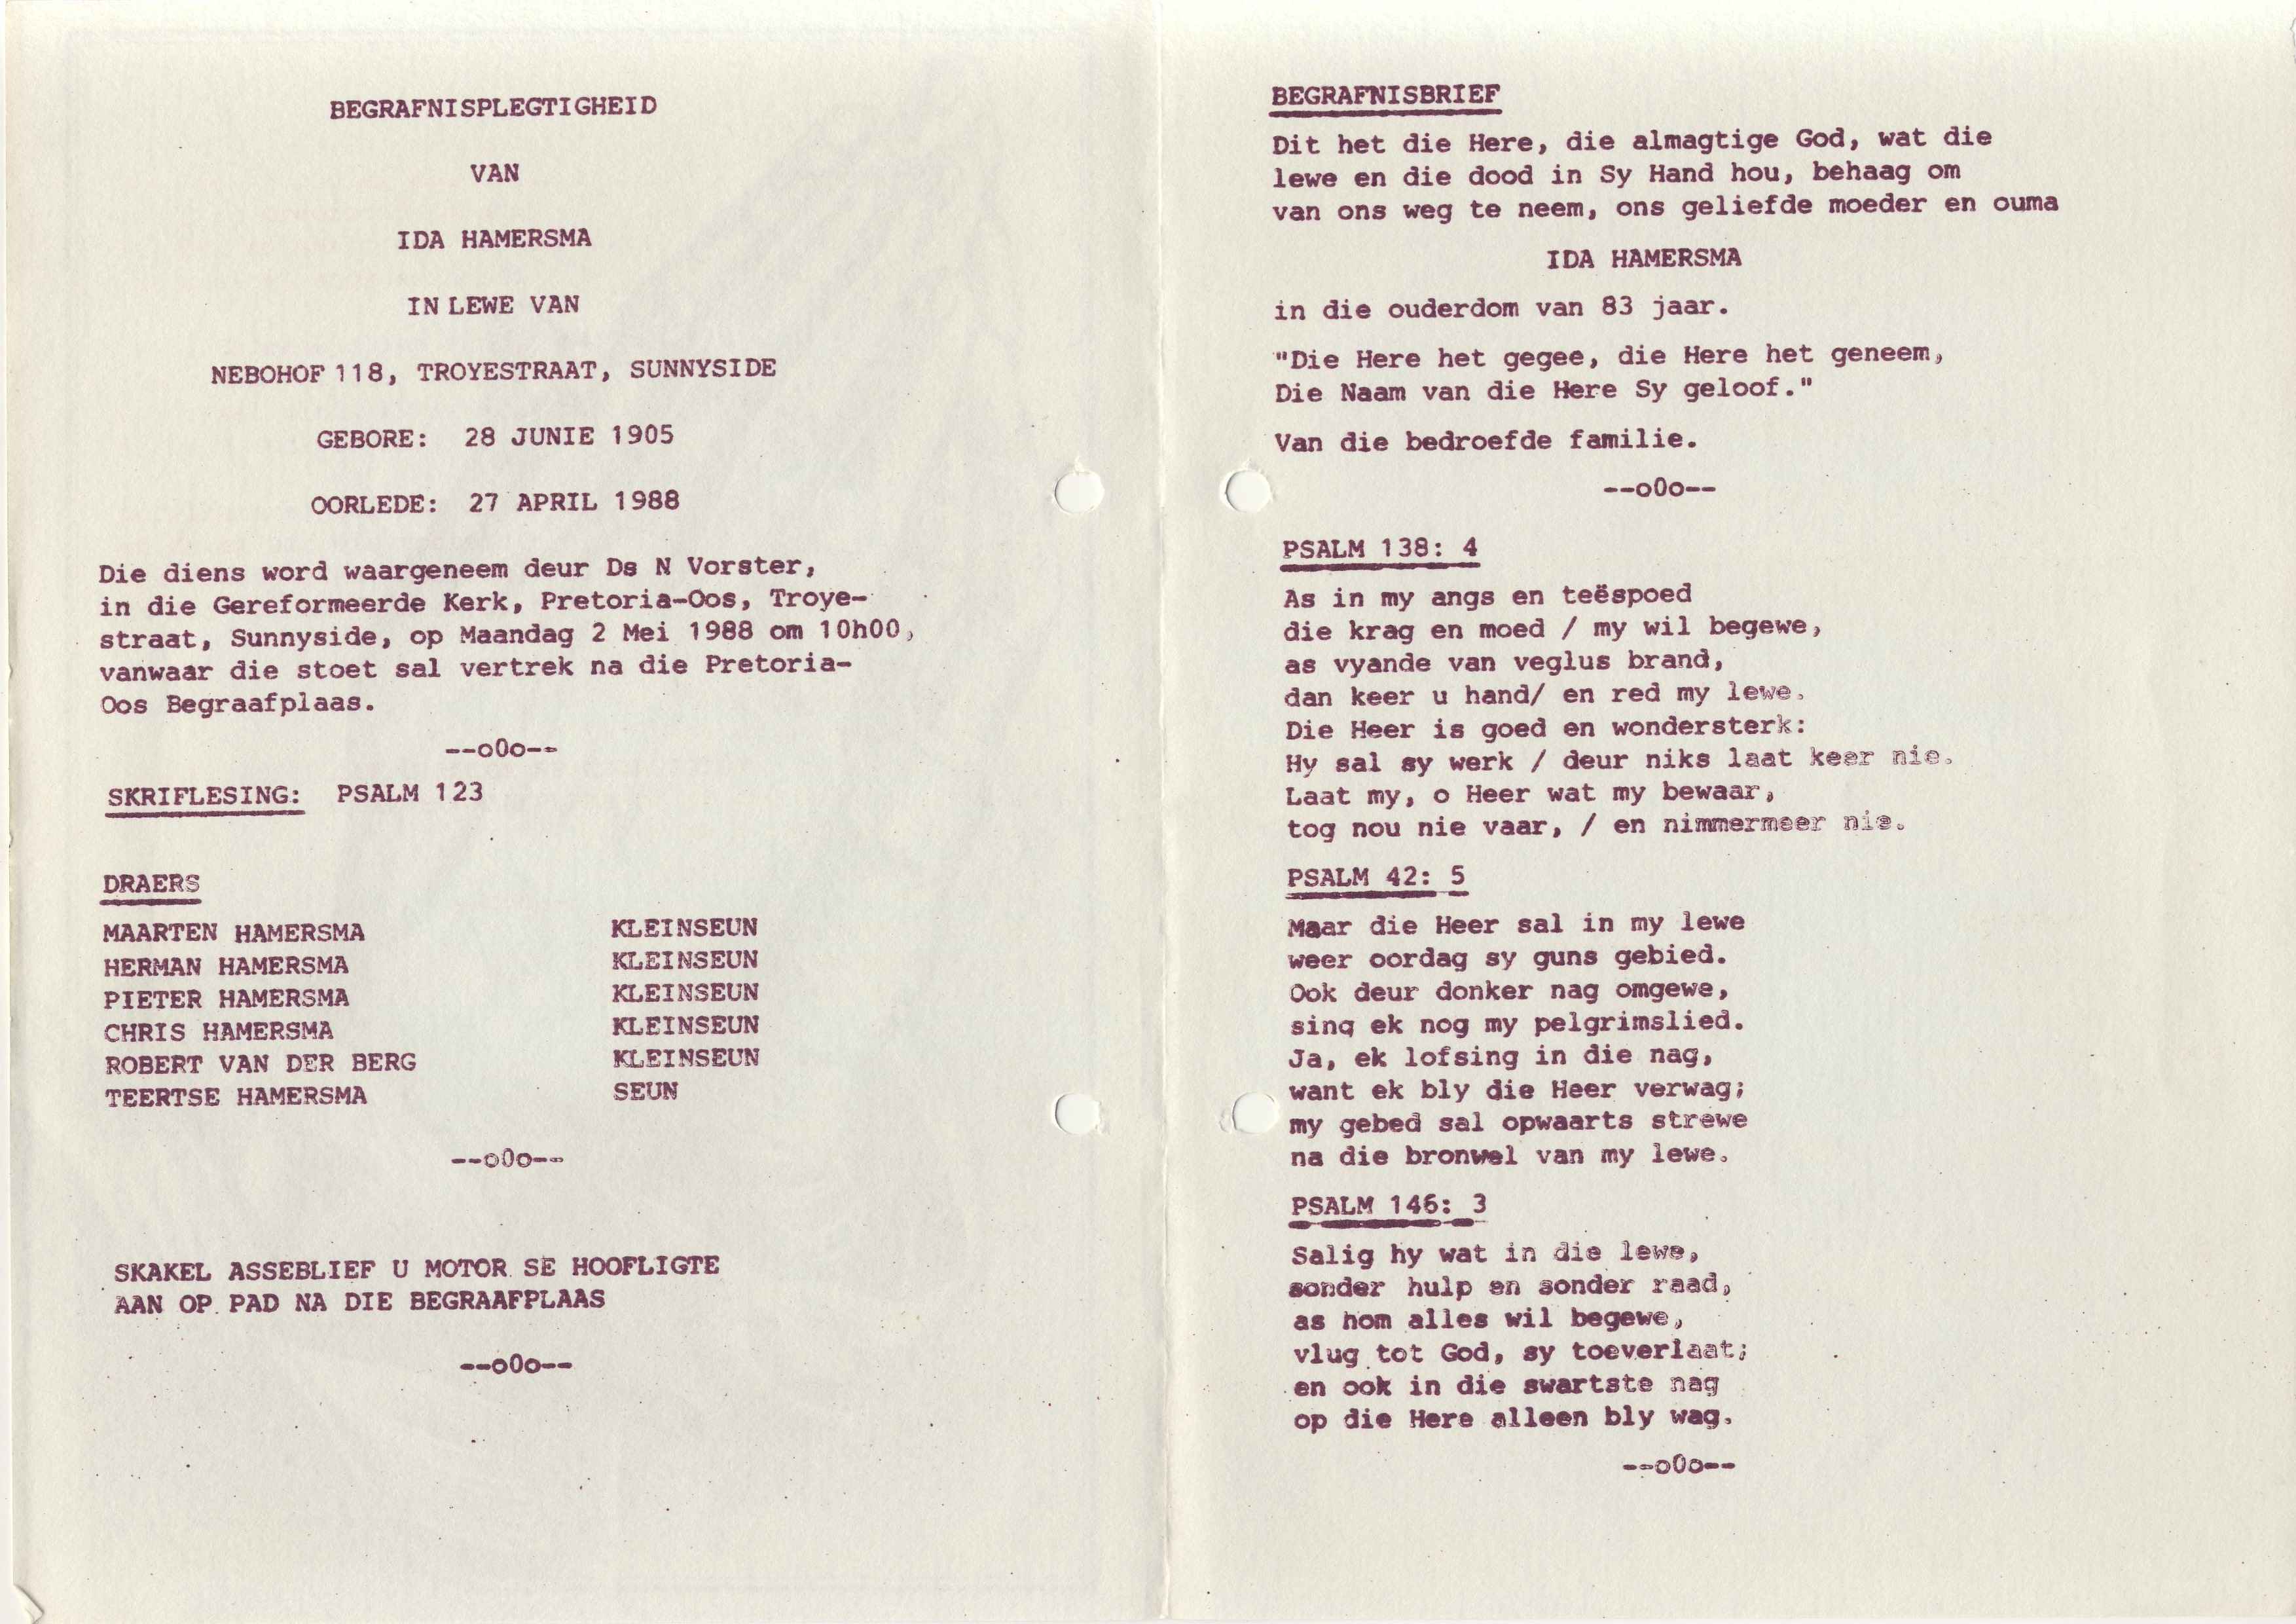 BEGRAFNISPLEGTIGHEID
VAN
IDA HAMERSMA
IN LEWE VAN
NEBOHOF 118, TROYESTRAAT, SUNNYSIDE
GEBORE: 28 JUNIE 1905
OORLEDE: 27 APRIL 1988
Die diens word waargeneem deur Ds N Vorster,
in die Gereformeerde Kerk, Pretoria-Oos, Troye-
straat, Sunnyside, op Maandag 2 Mei 1988 om 10h00,
vanwaar die stoet sal vertrek na die Pretoria-
Oos Begraafplaas.
--o0o--
SKRIFLESING: PSALM 123
DRAERS
MAARTEN HAMERSMA KLEINSEUN
HERMAN HAMERSMA KLEINSEUN
PIETER HAMERSMA KLEINSEUN
CHRIS HAMERSMA KLEINSEUN
ROBERT VAN DER BERG KLEINSEUN
TEERTSE HAMERSMA SEUN
--o0o--
SKAKEL ASSEBLIEF U MOTOR SE HOOFLIGTE
AAN OP PAD NA DIE BEGRAAFPLAAS
--o0o--
BEGRAFNISBRIEF
Dit het die Here, die almagtige God, wat die
lewe en die dood in Sy Hand hou, behaag om
van ons weg te neem, ons geliefde moeder en ouma
IDA HAMERSMA
in die ouderdom van 83 jaar.
"Die Here het gegee, die Here het geneem,
Die Naam van die Here Sy geloof."
Van die bedroefde familie.
--o0o--
PSALM 138: 4
As in my angs en teëspoed
die krag en moed / my wil begewe,
as vyande van veglus brand,
dan keer u hand/ en red my lewe.
Die Heer is goed en wondersterk:
Hy sal sy werk / deur niks laat keer nie.
Laat my, o Heer wat my bewaar,
tog nou nie vaar, / en nimmermeer nie.
PSALM 42: 5
Maar die Heer sal in my lewe
weer oordag sy guns gebied.
Ook deur donker nag omgewe,
sing ek nog my pelgrimslied.
Ja, ek lofsing in die nag,
want ek bly die Heer verwag;
my gebed sal opwaarts strewe
na die bronwel van my lewe.
PSALM 146: 3
Salig hy wat in die lewe,
sonder hulp en sonder raad,
as hom alles wil begewe,
vlug tot God, sy toeverlaat;
en ook in die swartste nag
op die Here alleen bly wag.
--o0o--